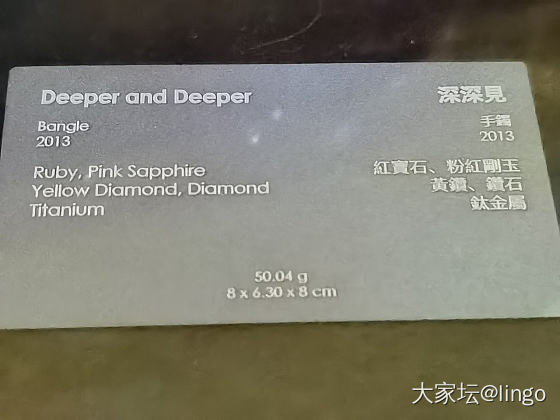 Deeper and Deeper
Bangle
2013
Ruby, Pink Sapphire
Yellow Diamond, Diamond
Titanium
深深見
手鐲
2013
紅寶石、粉紅剛玉
黃鑽、鑽石
鈦金屬
50.04 g
8 x 6.30 x 8 cm
大家坛@lingo